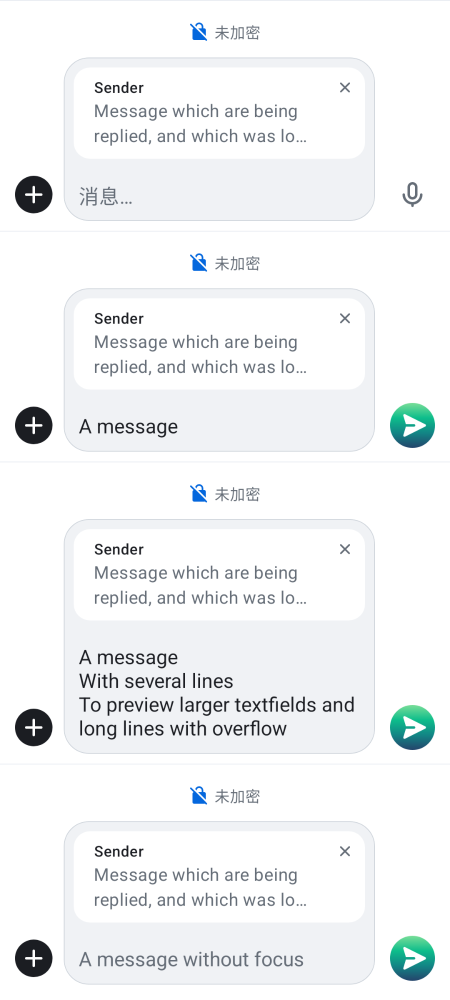 未加密
Sender
Message which are being
replied, and which was lo…
消息…
未加密
Sender
Message which are being
replied, and which was lo…
A message
未加密
Sender
Message which are being
replied, and which was lo…
A message
With several lines
To preview larger textfields and
long lines with overflow
未加密
Sender
Message which are being
replied, and which was lo…
A message without focus